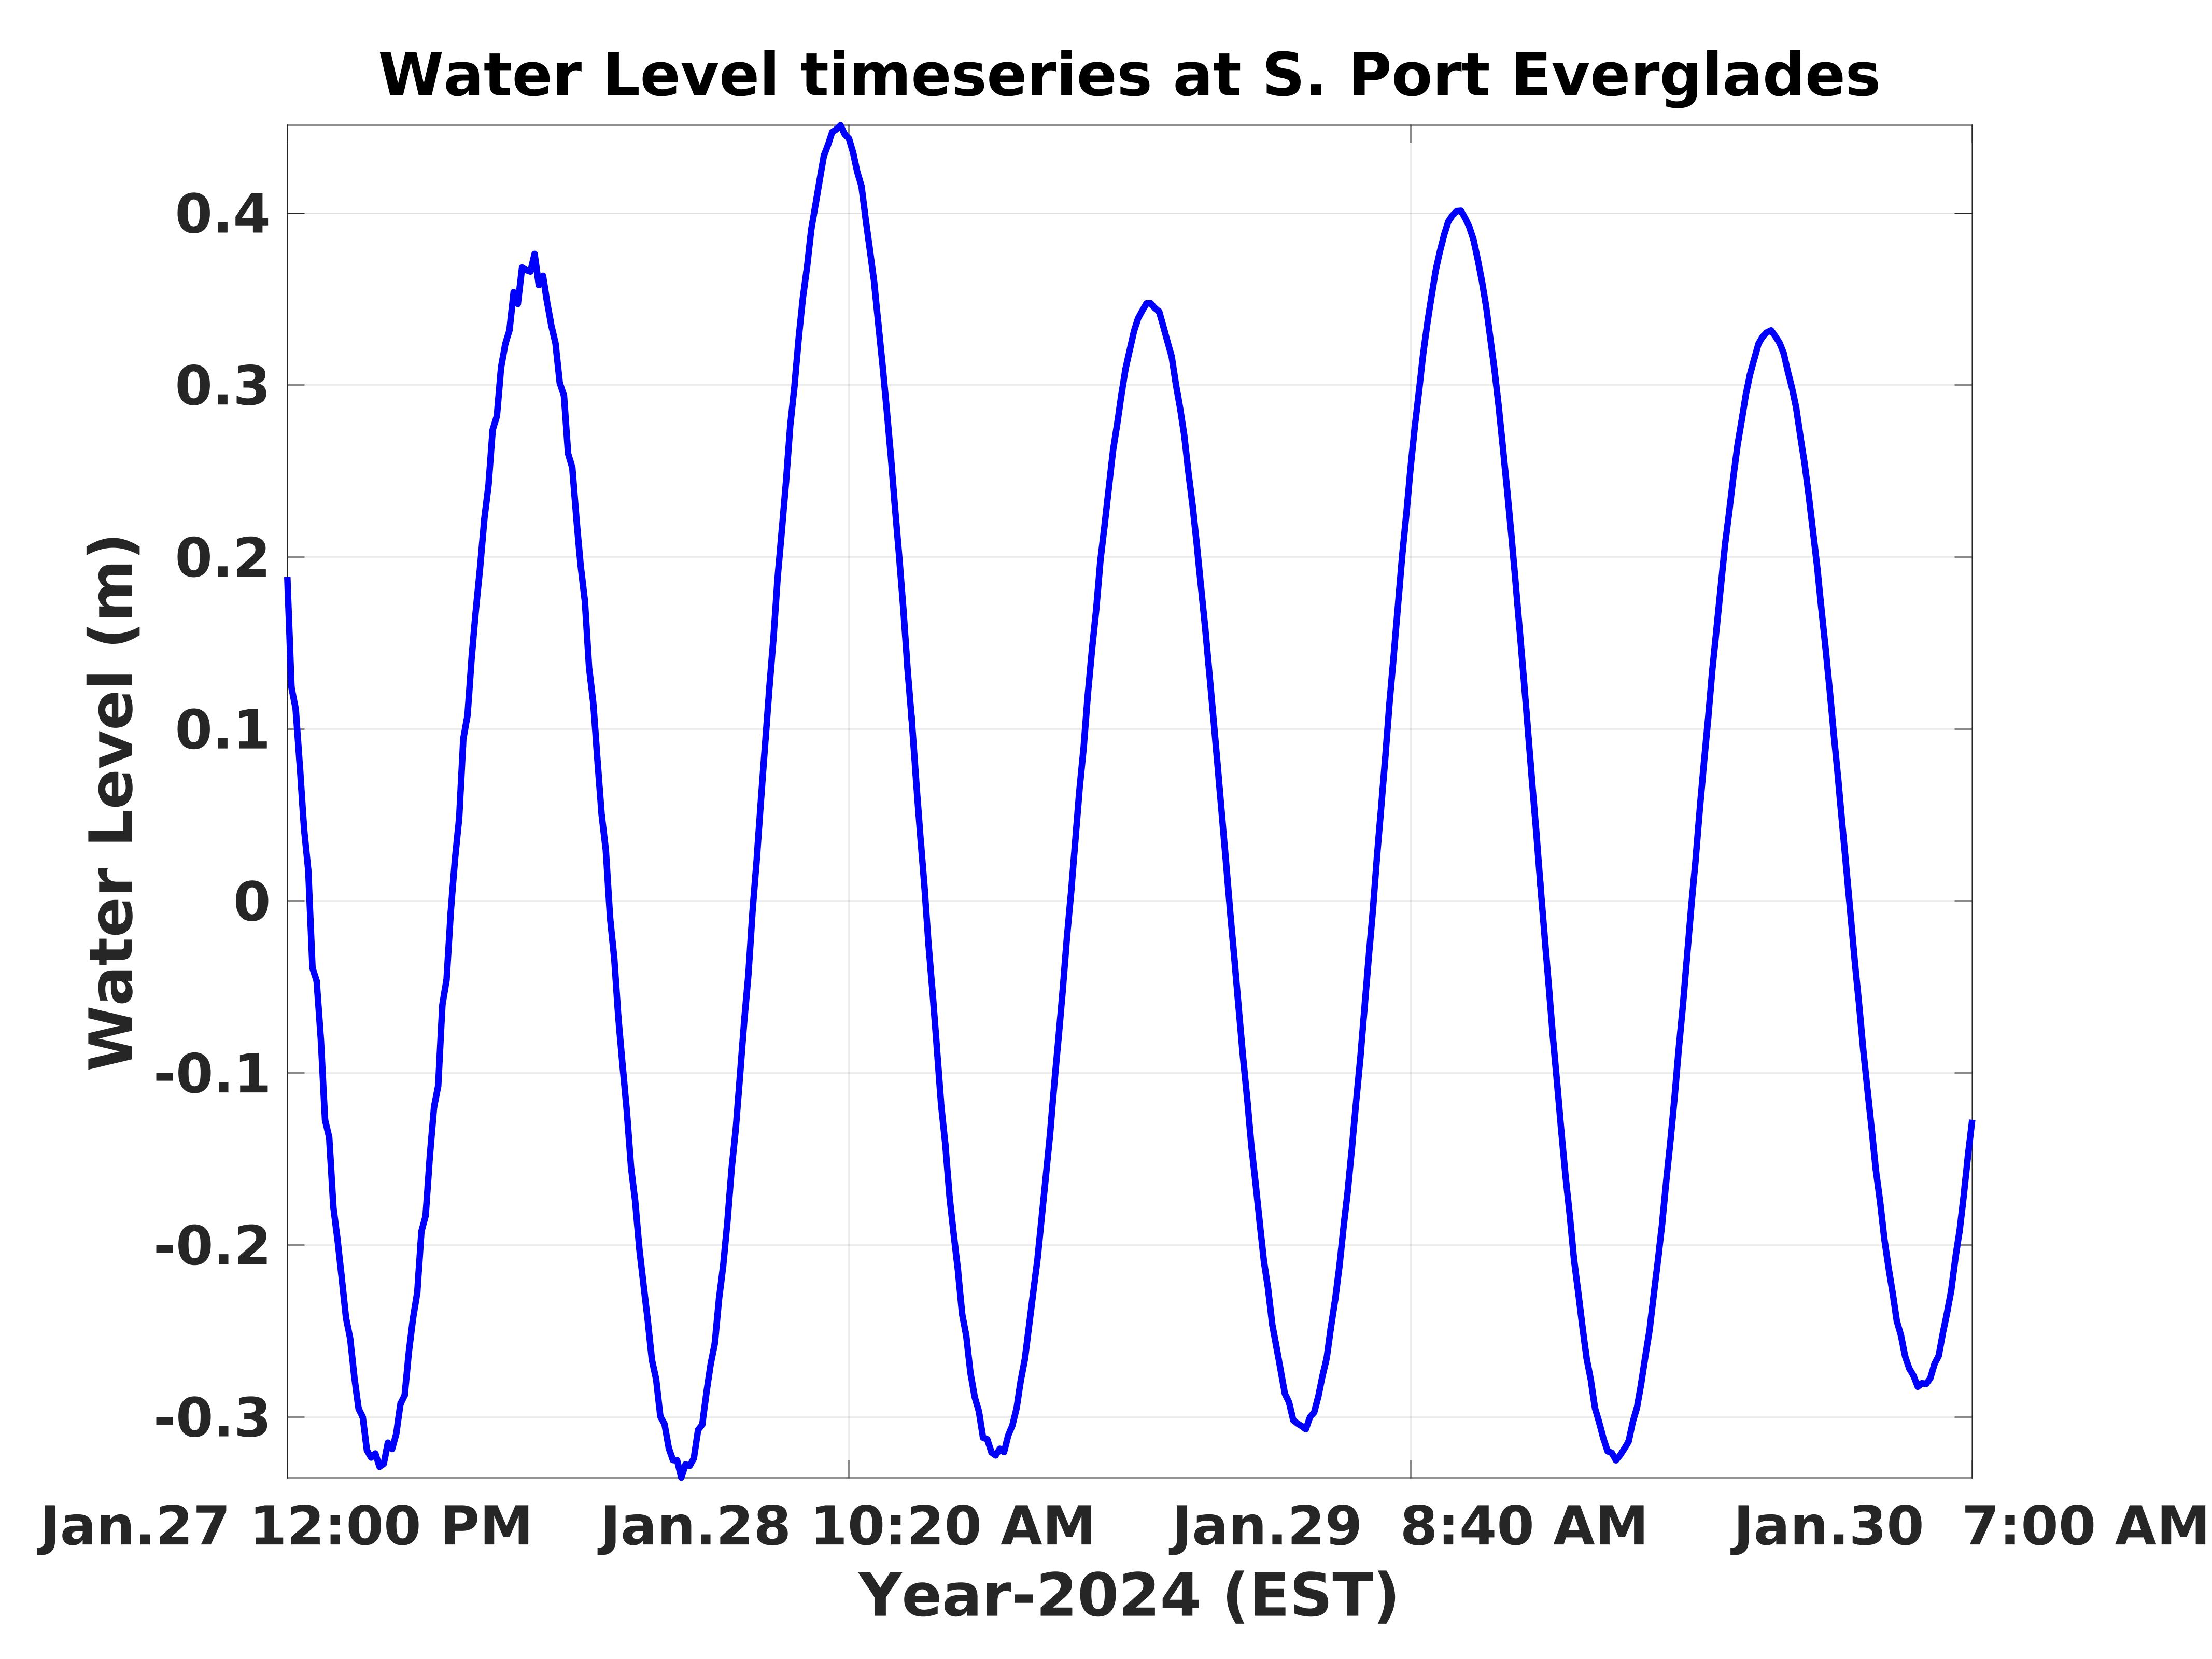 Water Level timeseries at S. Port Everglades
Water Level (m)
0.4
0.3
0.2
0.1
0
-0.1
-0.2
-0.3
Jan.27 12:00 PM Jan.28 10:20 AM Jan.29 8:40 AM Jan.30 7:00 AM
Year-2024 (EST)